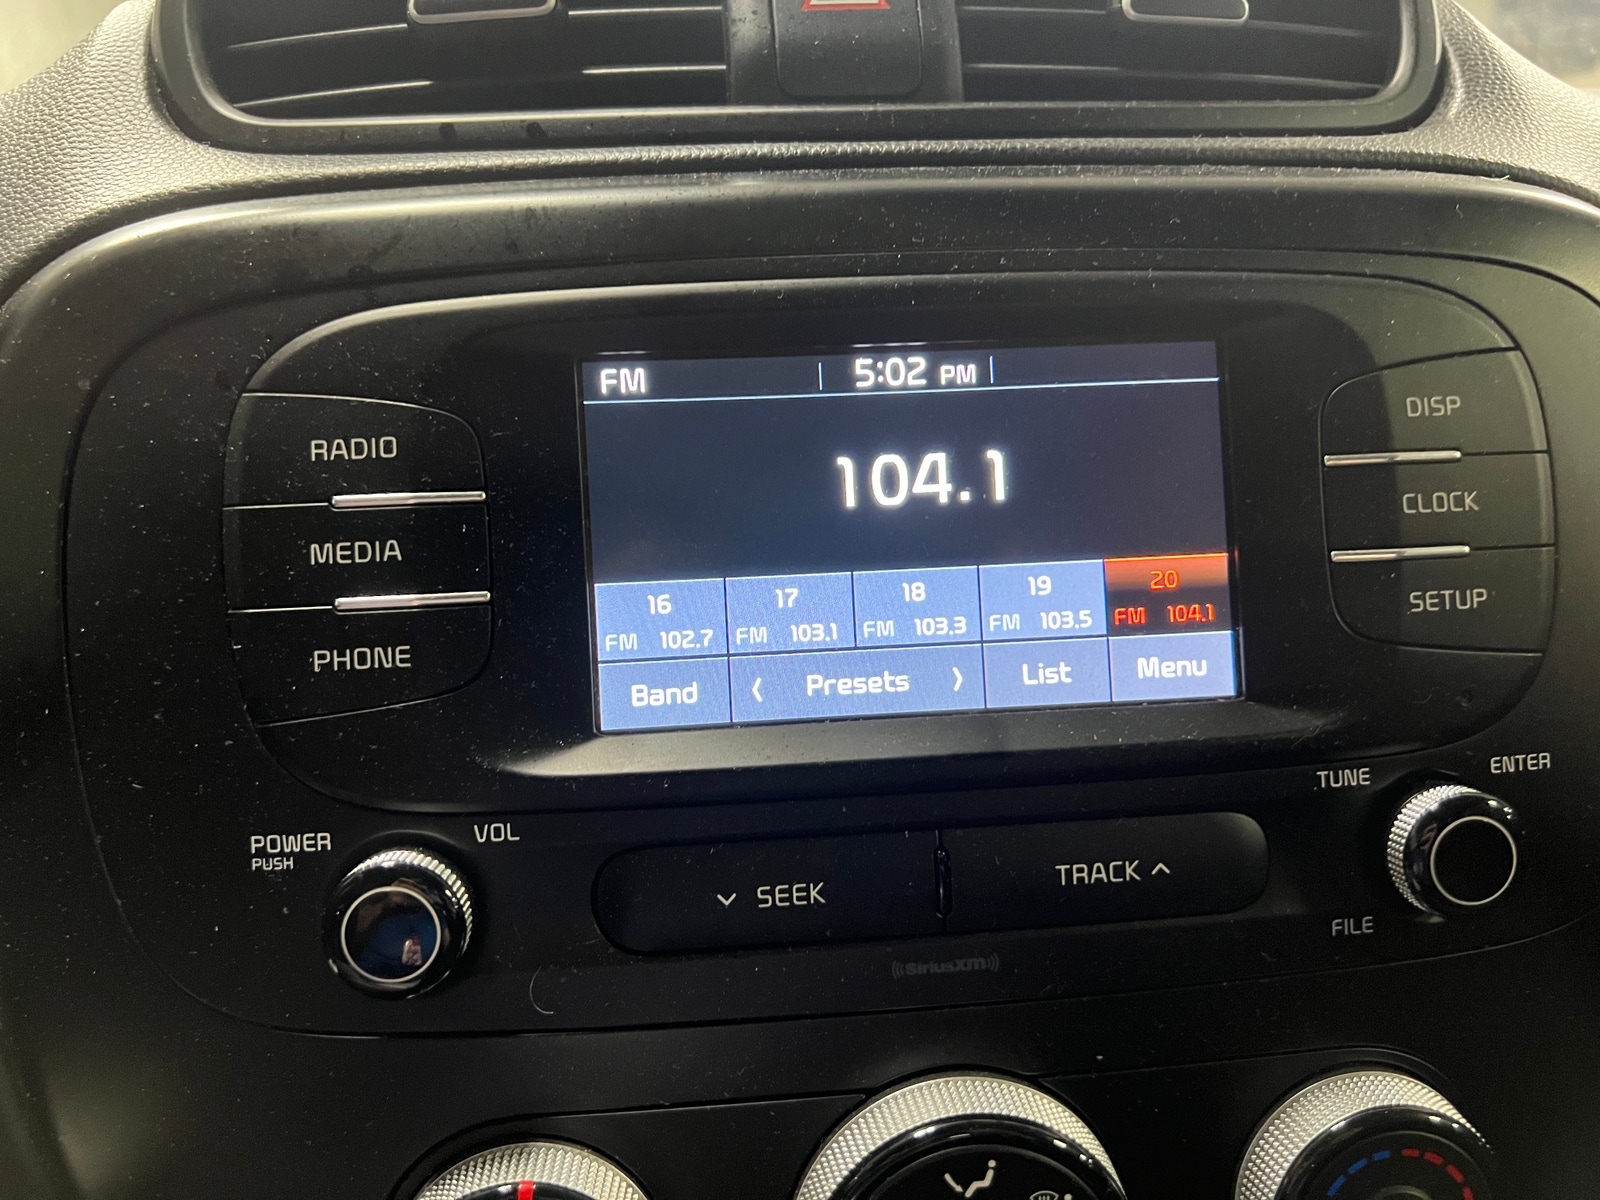 FM 5:02 PM
104.1
16 17 18 19 20
FM 102.7 FM 103.1 FM 103.3 FM 103.5 FM 104.1
Band ‹ Presets › List Menu
RADIO
MEDIA
PHONE
DISP
CLOCK
SETUP
POWER
PUSH
VOL
SEEK
TRACK
TUNE
ENTER
FILE
SiriusXM